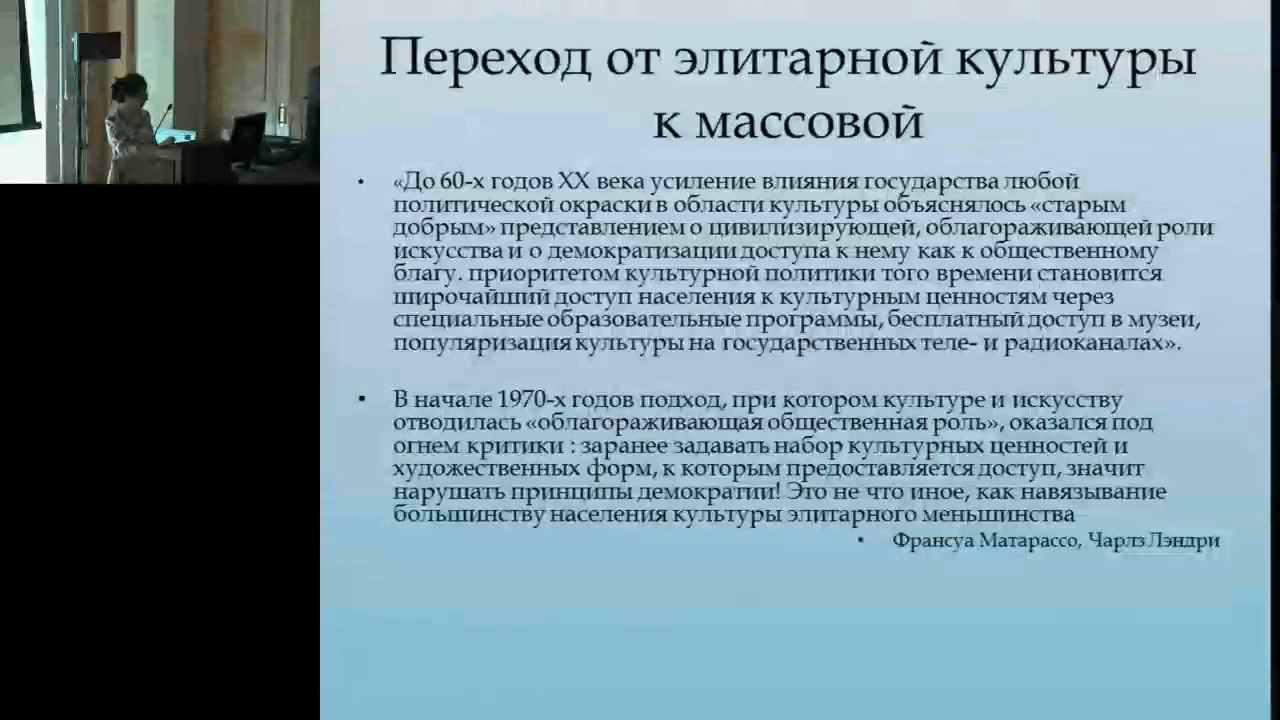 Переход от элитарной культуры
к массовой
• «До 60-х годов XX века усиление влияния государства любой
политической окраски в области культуры объяснялось «старым
добрым» представлением о цивилизирующей, облагораживающей роли
искусства и о демократизации доступа к нему как к общественному
благу. приоритетом культурной политики того времени становится
широчайший доступ населения к культурным ценностям через
специальные образовательные программы, бесплатный доступ в музеи,
популяризация культуры на государственных теле- и радиоканалах».
• В начале 1970-х годов подход, при котором культуре и искусству
отводилась «облагораживающая общественная роль», оказался под
огнем критики : заранее задавать набор культурных ценностей и
художественных форм, к которым предоставляется доступ, значит
нарушать принципы демократии! Это не что иное, как навязывание
большинству населения культуры элитарного меньшинства
• Франсуа Матарассо, Чарлз Лэндри